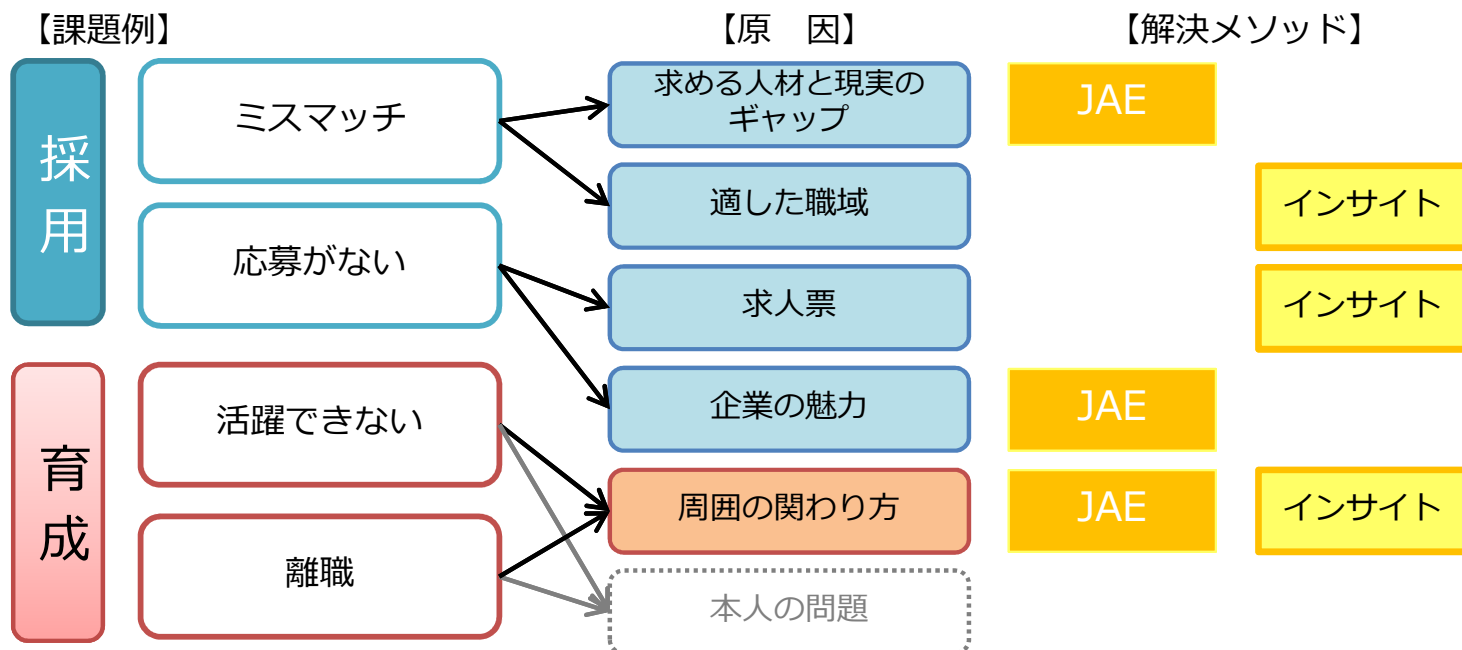 【課題例】
【原　因】
【解決メソッド】
採用
ミスマッチ
求める人材と現実の
ギャップ
JAE
適した職域
インサイト
応募がない
求人票
インサイト
企業の魅力
JAE
育成
活躍できない
周囲の関わり方
JAE
インサイト
離職
本人の問題